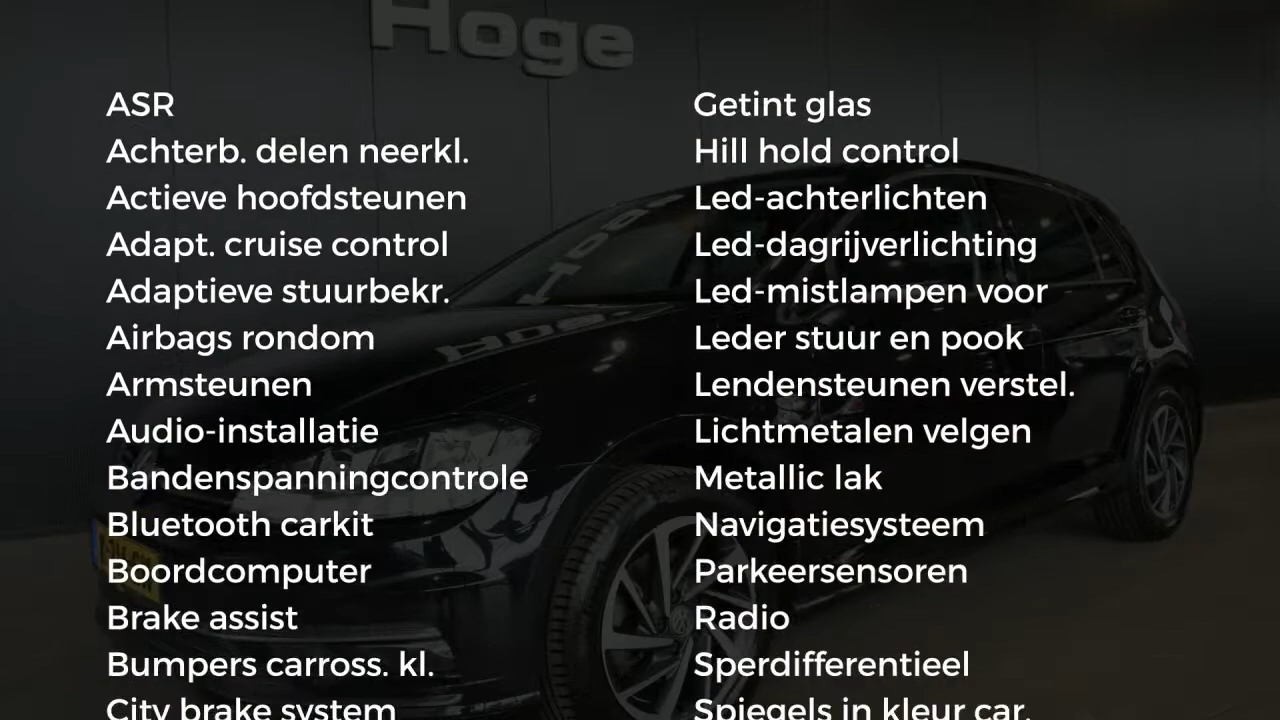 Hoge
ASR
Achterb. delen neerkl.
Actieve hoofdsteunen
Adapt. cruise control
Adaptieve stuurbekr.
Airbags rondom
Armsteunen
Audio-installatie
Bandenspanningcontrole
Bluetooth carkit
Boordcomputer
Brake assist
Bumpers carross. kl.
City brake system
Getint glas
Hill hold control
Led-achterlichten
Led-dagrijverlichting
Led-mistlampen voor
Leder stuur en pook
Lendensteunen verstel.
Lichtmetalen velgen
Metallic lak
Navigatiesysteem
Parkeersensoren
Radio
Sperdifferentieel
Spiegels in kleur car.